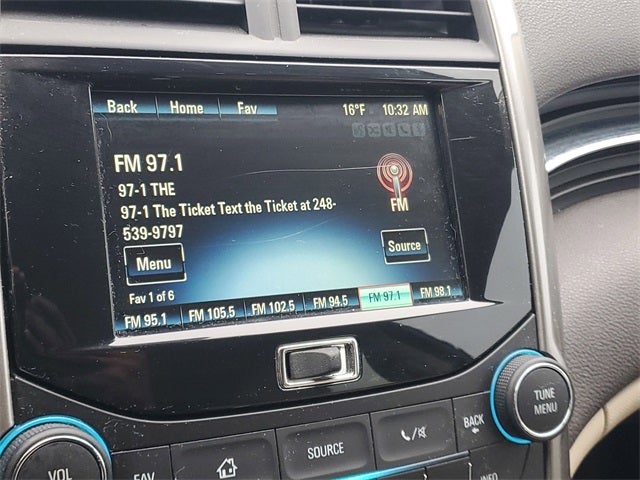 Back Home Fav 16°F 10:32 AM
FM 97.1
97-1 THE
97-1 The Ticket Text the Ticket at 248-
539-9797
FM
Menu Source
Fav 1 of 6
FM 95.1 FM 105.5 FM 102.5 FM 94.5 FM 97.1 FM 98.1
TUNE
MENU
BACK
SOURCE
VOL FAV INFO